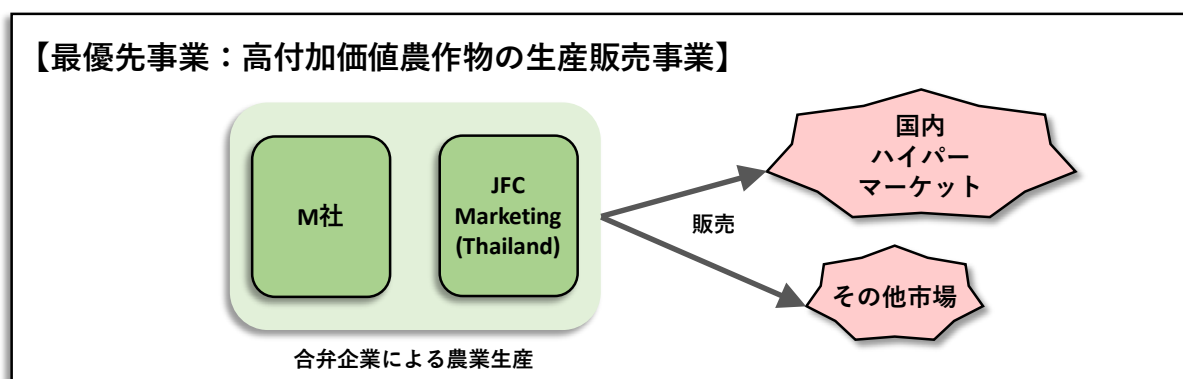 【最優先事業：高付加価値農作物の生産販売事業】
M社
JFC
Marketing
(Thailand)
販売
国内
ハイパー
マーケット
その他市場
合弁企業による農業生産